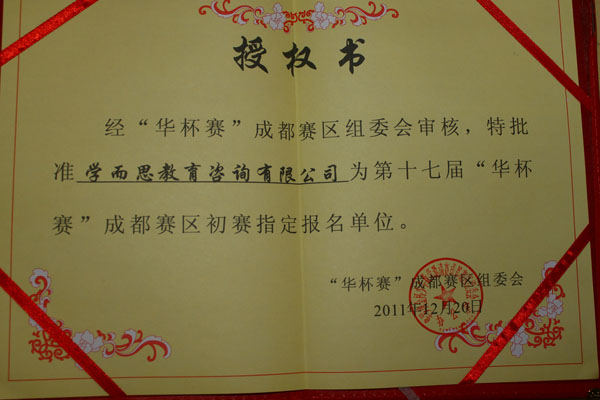 授权书
经“华杯赛”成都赛区组委会审核，特批
准学而思教育咨询有限公司为第十七届“华杯
赛”成都赛区初赛指定报名单位。
“华杯赛”成都赛区组委会
2011年12月20日